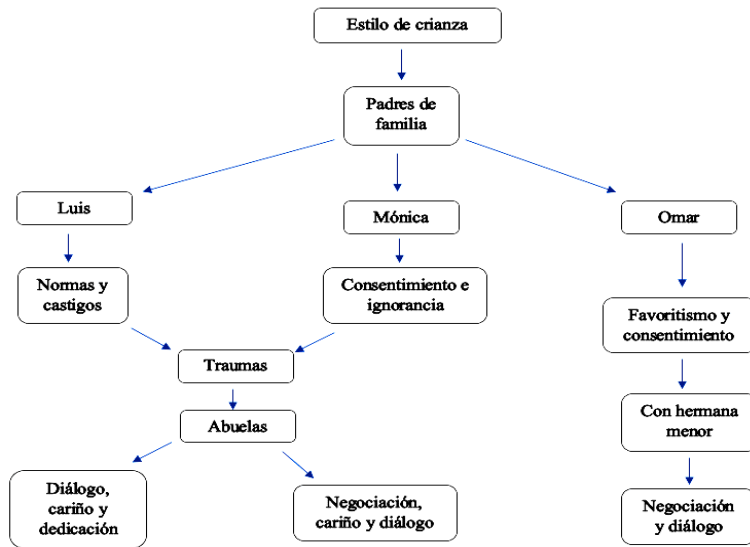 Estilo de crianza
Padres de
familia
Luis
Mónica
Omar
Normas y
castigos
Consentimiento e
ignorancia
Favoritismo y
consentimiento
Traumas
Con hermana
menor
Abuelas
Diálogo,
cariño y
dedicación
Negociación,
cariño y diálogo
Negociación
y diálogo